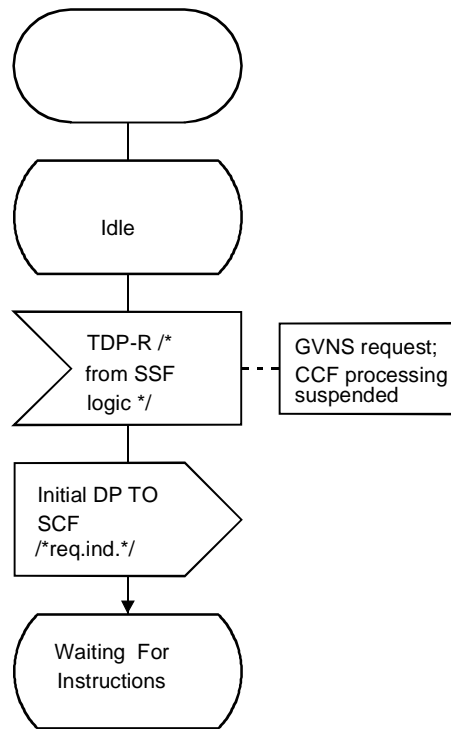 Idle
TDP-R /*
from SSF
logic */
GVNS request;
CCF processing
suspended
Initial DP TO
SCF
/*req.ind.*/
Waiting For
Instructions